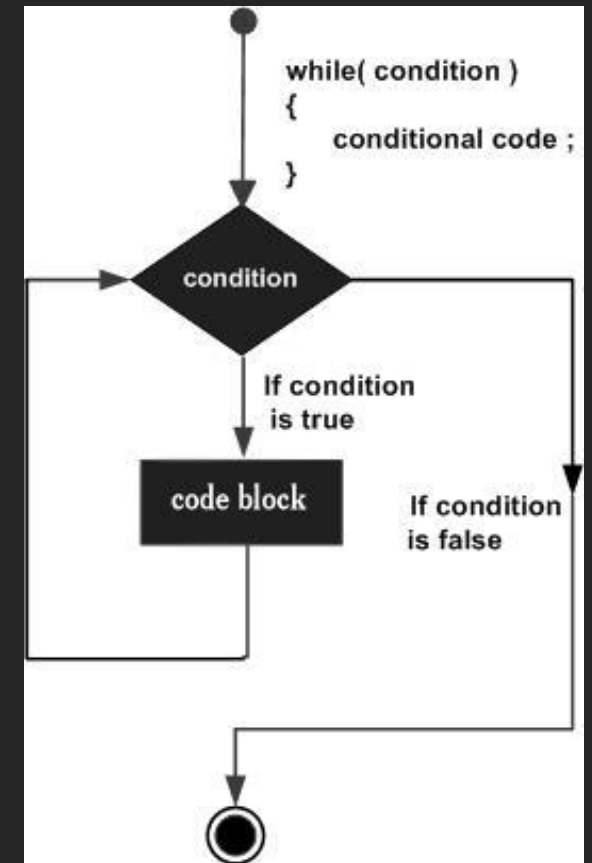 while( condition )
{
conditional code ;
}
condition
If condition
is true
code block
If condition
is false